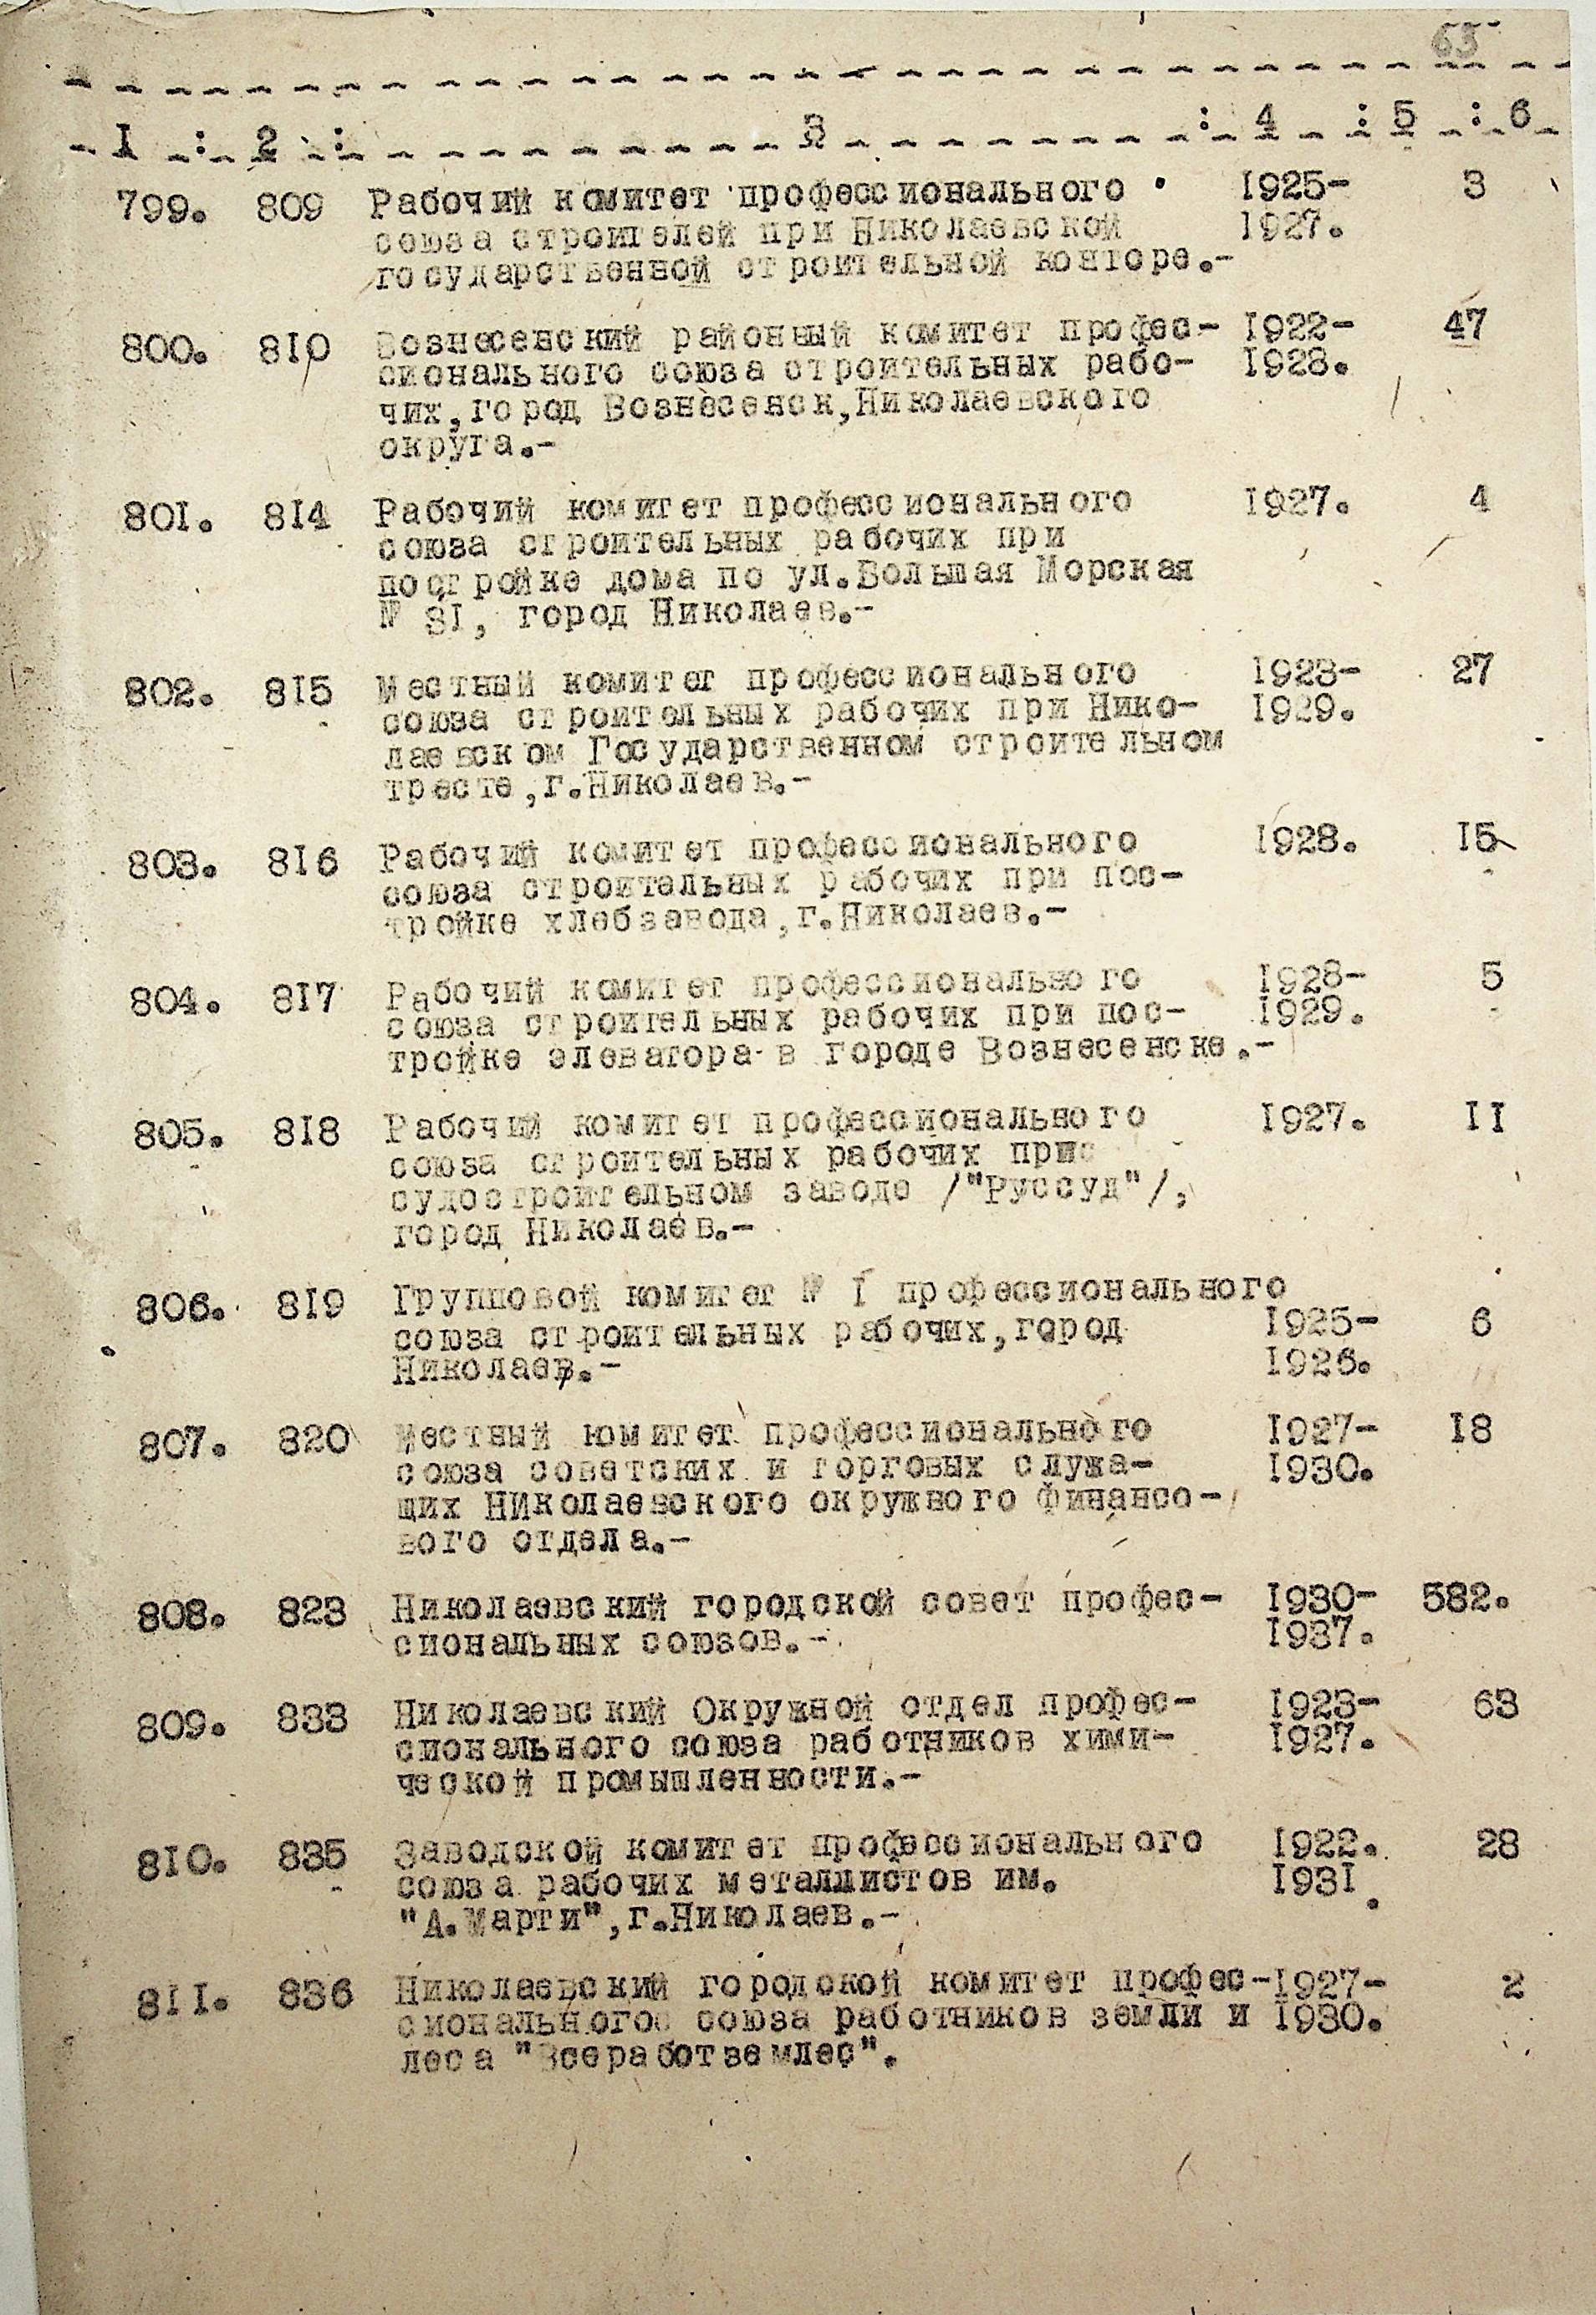 65
1 : 2 : 3 : 4 : 5 : 6
799. 809 Рабочий комитет профессионального 1925- 3
союза строителей при Николаевской 1927.
государственной строительной конторе.-
800. 810 Вознесенский районный комитет профес- 1922- 47
сионального союза строительных рабо- 1928.
чих, город Вознесенск, Николаевского
округа.-
801. 814 Рабочий комитет профессионального 1927. 4
союза строительных рабочих при
постройке дома по ул.Большая Морская
№ 81, город Николаев.-
802. 815 Местный комитет профессионального 1923- 27
союза строительных рабочих при Нико- 1929.
лаевском Государственном строительном
тресте, г.Николаев.-
803. 816 Рабочий комитет профессионального 1928. 15
союза строительных рабочих при пос-
тройке хлебзавода, г.Николаев.-
804. 817 Рабочий комитет профессионального 1928- 5
союза строительных рабочих при пос- 1929.
тройке элеватора в городе Вознесенске.-
805. 818 Рабочий комитет профессионального 1927. 11
союза строительных рабочих при
судостроительном заводе /"Руссуд"/,
город Николаев.-
806. 819 Групповой комитет № 1 профессионального
союза строительных рабочих, город 1925- 6
Николаев.- 1926.
807. 820 Местный комитет профессионального 1927- 18
союза советских и торговых служа- 1930.
щих НИколаевского окружного финансо-
вого отдела.-
808. 823 Николаевский городской совет профес- 1930- 582.
сиональных союзов.- 1937.
809. 833 Николаевский Окружной отдел профес- 1923- 63
сионального союза работников хими- 1927.
ческой промышленности.-
810. 835 Заводской комитет профессионального 1922. 28
союза рабочих металлистов им. 1931.
"А.Марти", г.Николаев.-
811. 836 Николаевский городской комитет профес- 1927- 2
сионального союза работников земли и 1930.
леса "Всеработземлес".